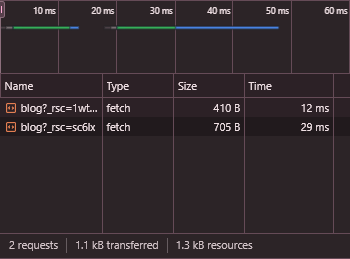 10 ms 20 ms 30 ms 40 ms 50 ms 60 ms
Name Type Size Time
blog?_rsc=1wt... fetch 410 B 12 ms
blog?_rsc=sc6lx fetch 705 B 29 ms
2 requests 1.1 kB transferred 1.3 kB resources